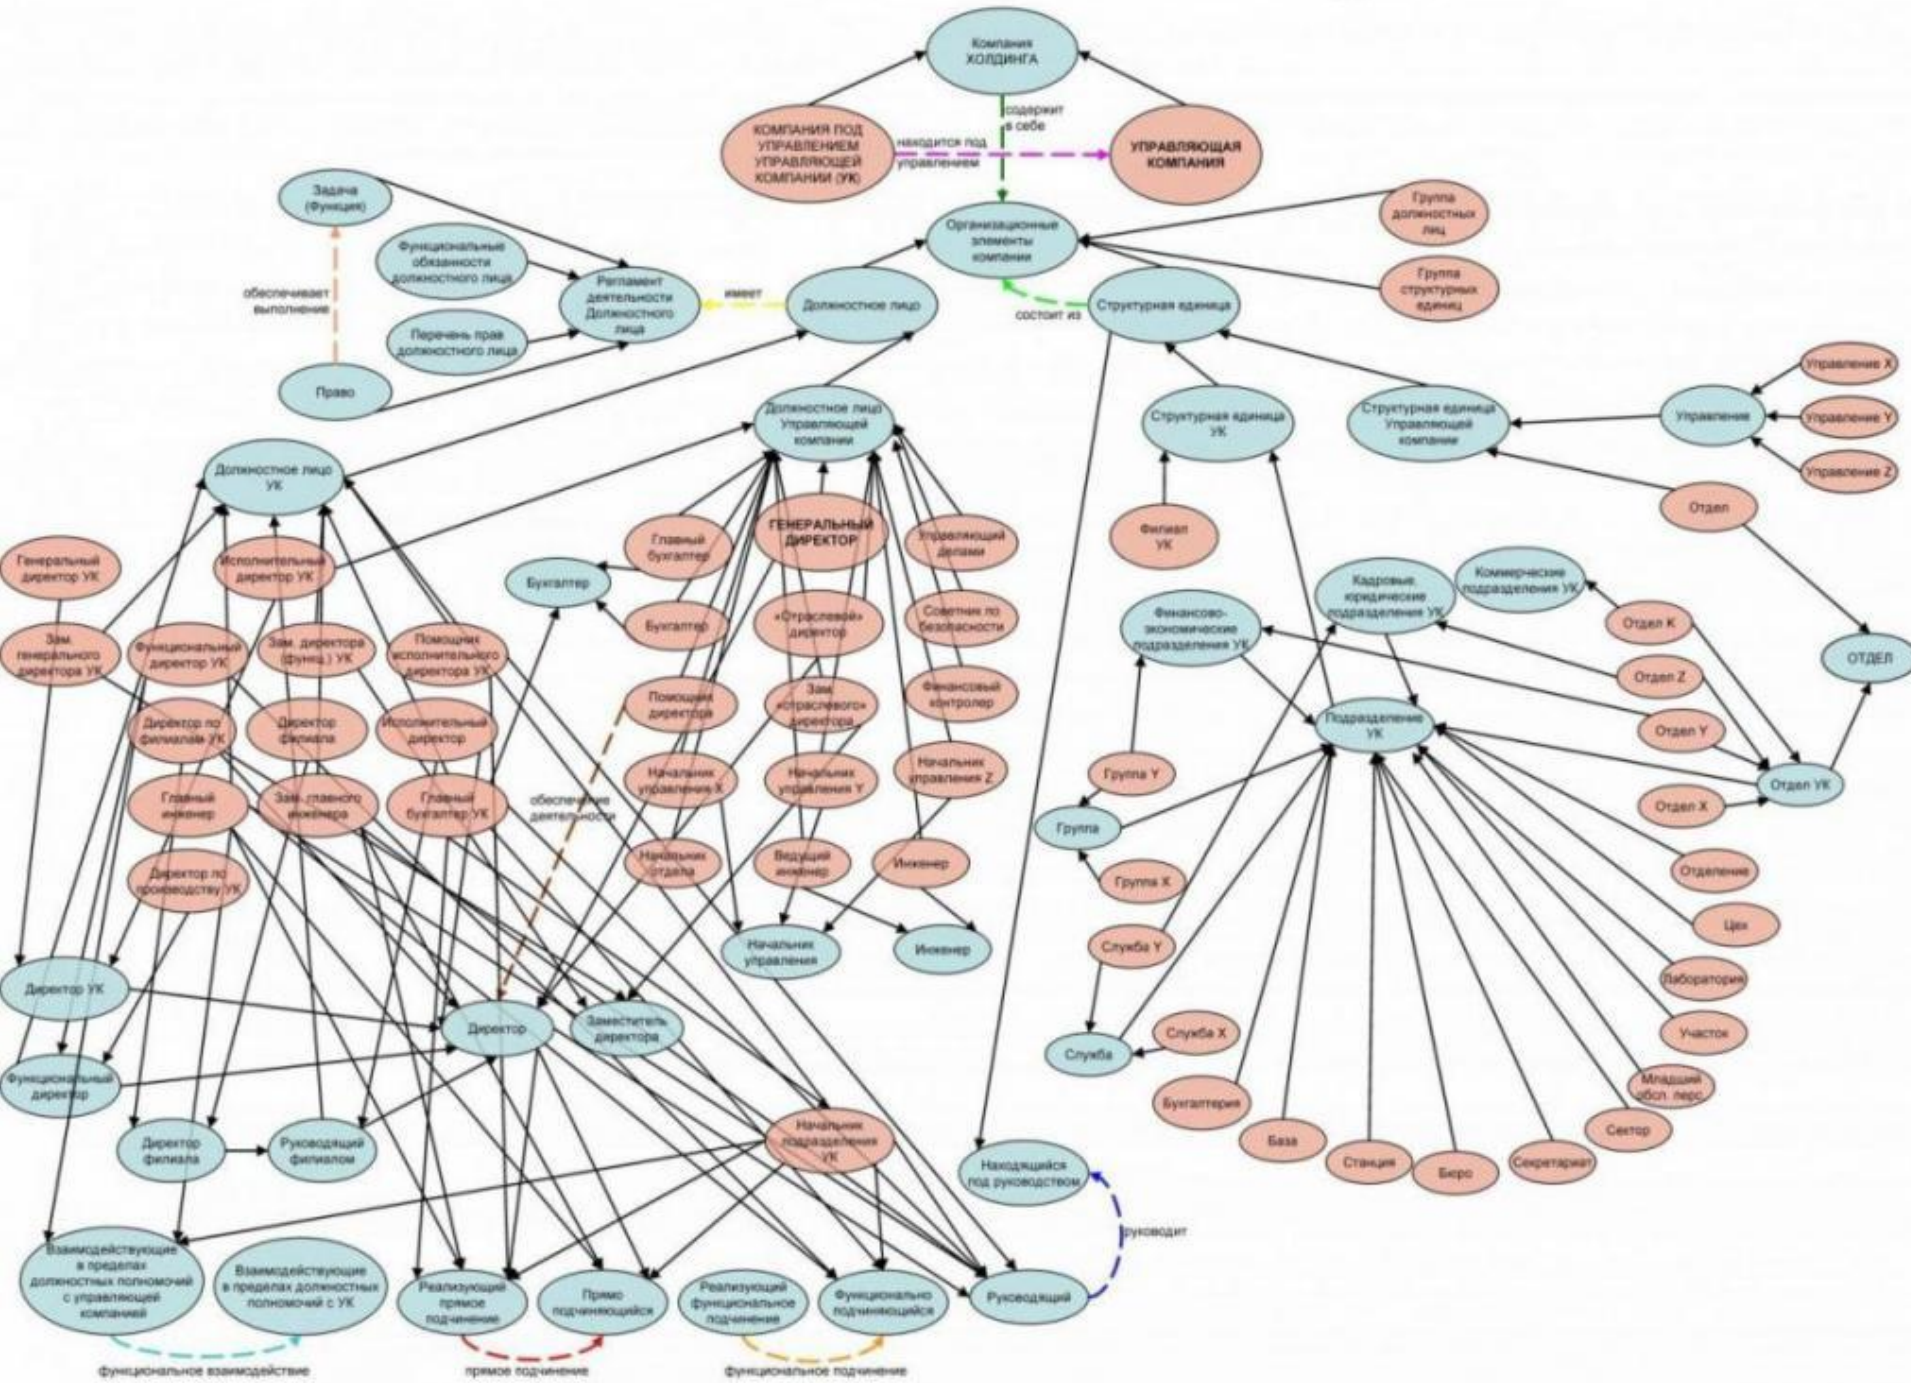 Компания
ХОЛДИНГА
содержит
в себе
КОМПАНИЯ ПОД
УПРАВЛЕНИЕМ
УПРАВЛЯЮЩЕЙ
КОМПАНИИ (УК)
находится под
управлением
УПРАВЛЯЮЩАЯ
КОМПАНИЯ
Задача
(Функция)
Группа
должностных
лиц
Организационные
элементы
компании
Функциональные
обязанности
должностного лица
обеспечивает
выполнение
Регламент
деятельности
Должностного
лица
имеет
Должностное лицо
состоит из
Структурная единица
Группа
структурных
единиц
Перечень прав
должностного лица
Право
Должностное лицо
Управляющей
компании
Структурная единица
УК
Структурная единица
Управляющей
компании
Управление
Управление X
Управление Y
Управление Z
Должностное лицо
УК
Отдел
Филиал
УК
Генеральный
директор УК
Исполнительный
директор УК
Бухгалтер
Главный
бухгалтер
ГЕНЕРАЛЬНЫЙ
ДИРЕКТОР
Управляющий
делами
Финансово-
экономические
подразделения УК
Кадровые,
юридические
подразделения УК
Коммерческие
подразделения УК
Отдел K
Зам.
генерального
директора УК
Функциональный
директор УК
Зам. директора
(функц.) УК
Помощник
исполнительного
директора УК
Бухгалтер
«Отраслевой»
директор
Советник по
безопасности
Отдел Z
ОТДЕЛ
Директор по
филиалам УК
Директор
филиала
Исполнительный
директор
Помощник
директора
Зам.
«отраслевого»
директора
Финансовый
контролер
Подразделение
УК
Отдел Y
Главный
инженер
Зам. главного
инженера
Главный
бухгалтер УК
обеспечение
деятельности
Начальник
управления X
Начальник
управления Y
Начальник
управления Z
Группа Y
Отдел УК
Отдел X
Группа
Директор по
производству УК
Начальник
отдела
Ведущий
инженер
Инженер
Группа X
Отделение
Цех
Начальник
управления
Инженер
Служба Y
Лаборатория
Директор УК
Директор
Заместитель
директора
Служба X
Участок
Служба
Функциональный
директор
Бухгалтерия
Младший
обсл. перс.
Директор
филиала
Руководящий
филиалом
Начальник
подразделения
УК
База
Сектор
Находящийся
под руководством
Станция
Бюро
Секретариат
руководит
Взаимодействующие
в пределах
должностных полномочий
с управляющей
компанией
Взаимодействующие
в пределах должностных
полномочий с УК
Реализующий
прямое
подчинение
Прямо
подчиняющийся
Реализующий
функциональное
подчинение
Функционально
подчиняющийся
Руководящий
функциональное взаимодействие
прямое подчинение
функциональное подчинение